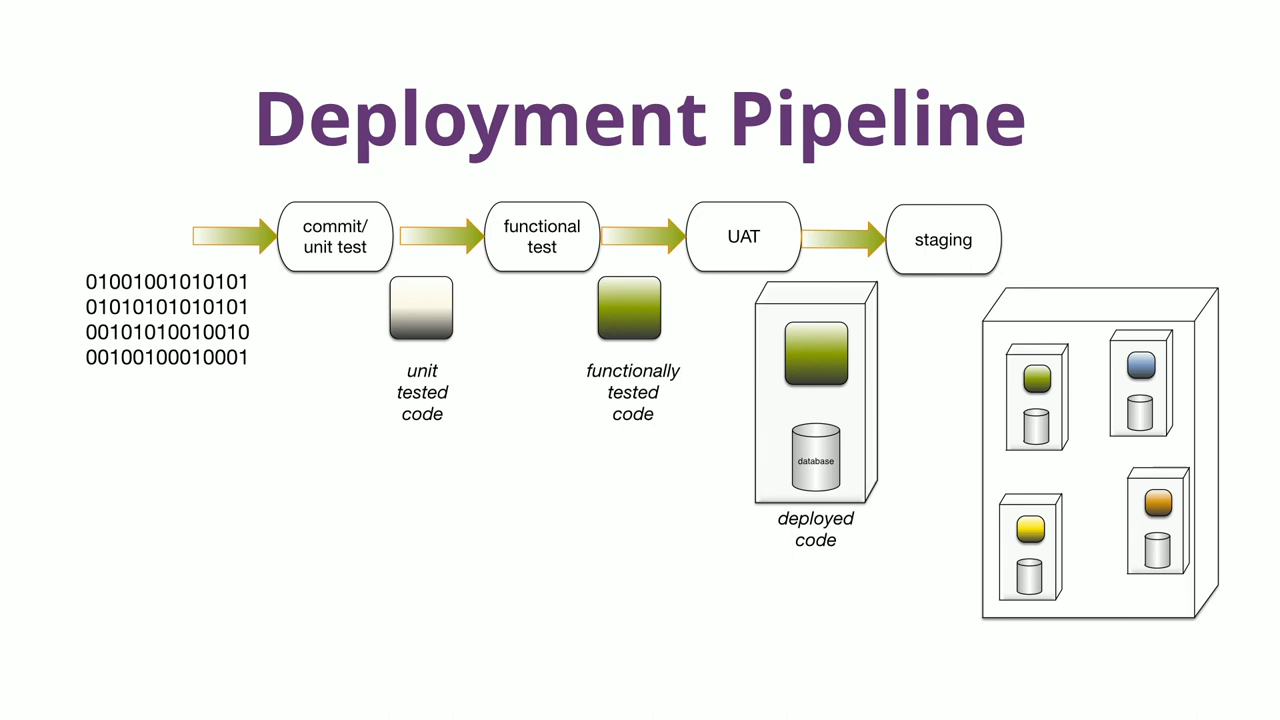 Deployment Pipeline
commit/
unit test
functional
test
UAT
staging
01001001010101
01010101010101
00101010010010
00100100010001
unit
tested
code
functionally
tested
code
database
deployed
code